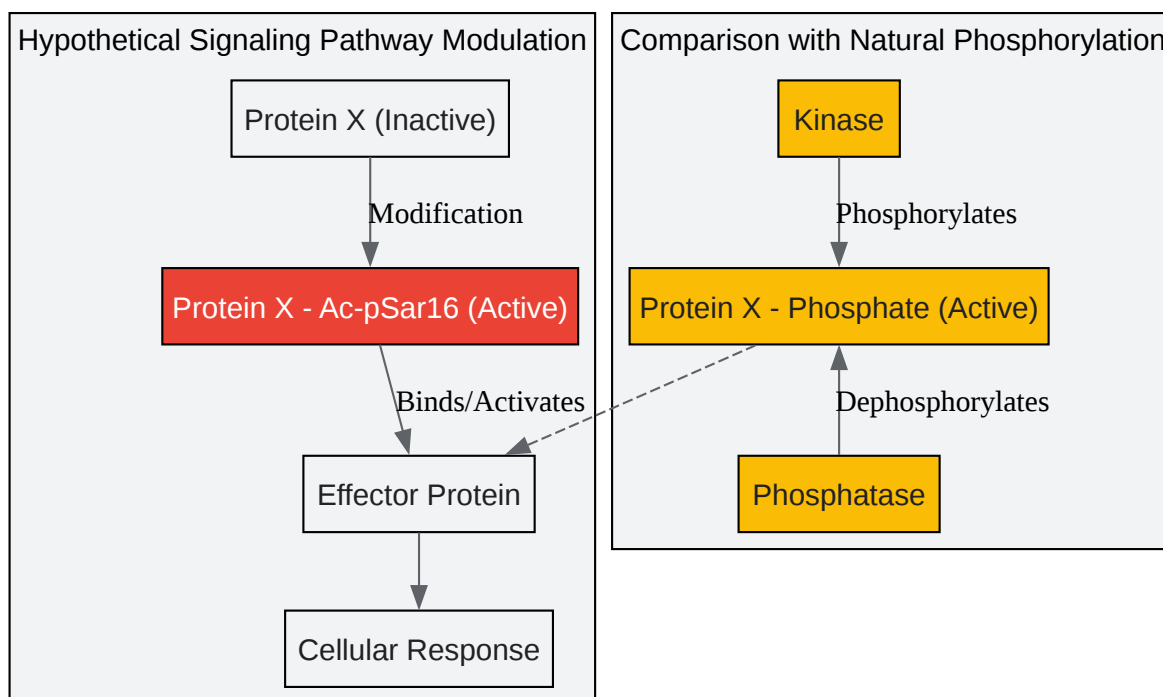 Hypothetical Signaling Pathway Modulation
Protein X (Inactive)
Modification
Protein X - Ac-pSar16 (Active)
Binds/Activates
Effector Protein
Cellular Response
Comparison with Natural Phosphorylation
Kinase
Phosphorylates
Protein X - Phosphate (Active)
Dephosphorylates
Phosphatase